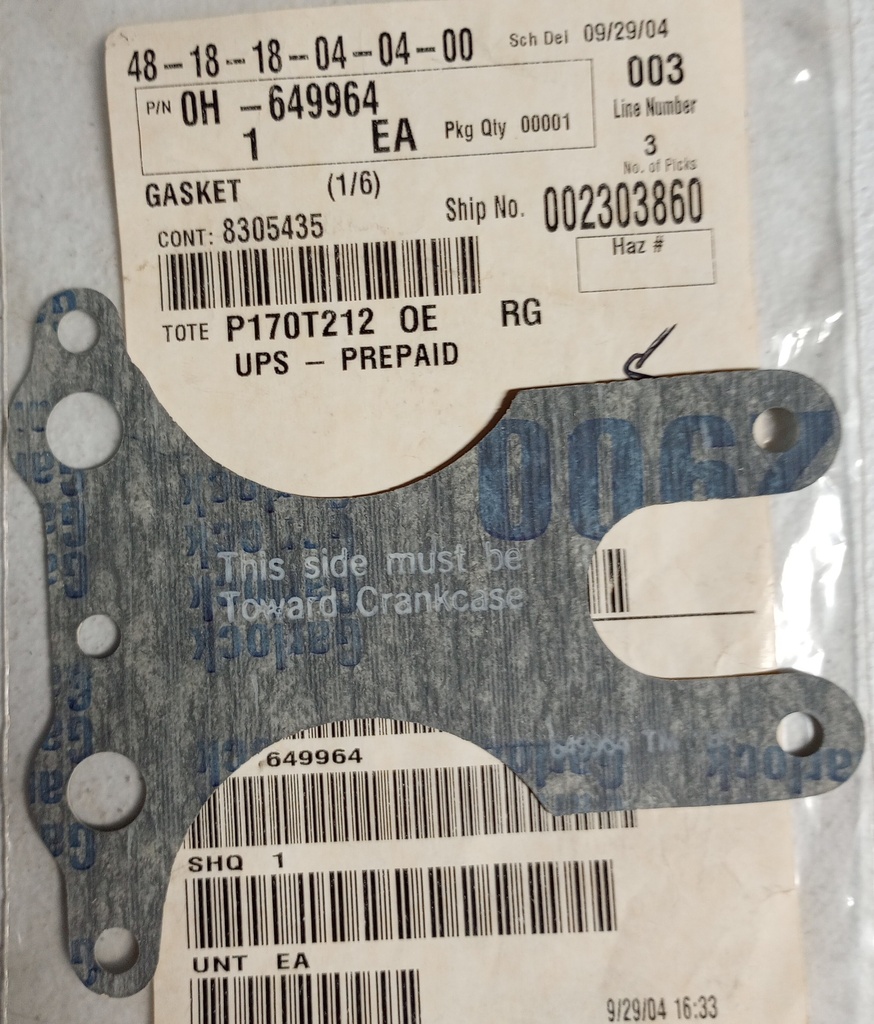 48-18-18-04-04-00 Sch Del 09/29/04
P/N 0H -649964
003
Line Number
1 EA Pkg Qty 00001
3
No. of Picks
GASKET (1/6)
Ship No. 002303860
CONT: 8305435
Haz #
TOTE P170T212 OE RG
UPS - PREPAID
This side must be
Toward Crankcase
Garlock
649964
SHQ 1
UNT EA
9/29/04 16:33